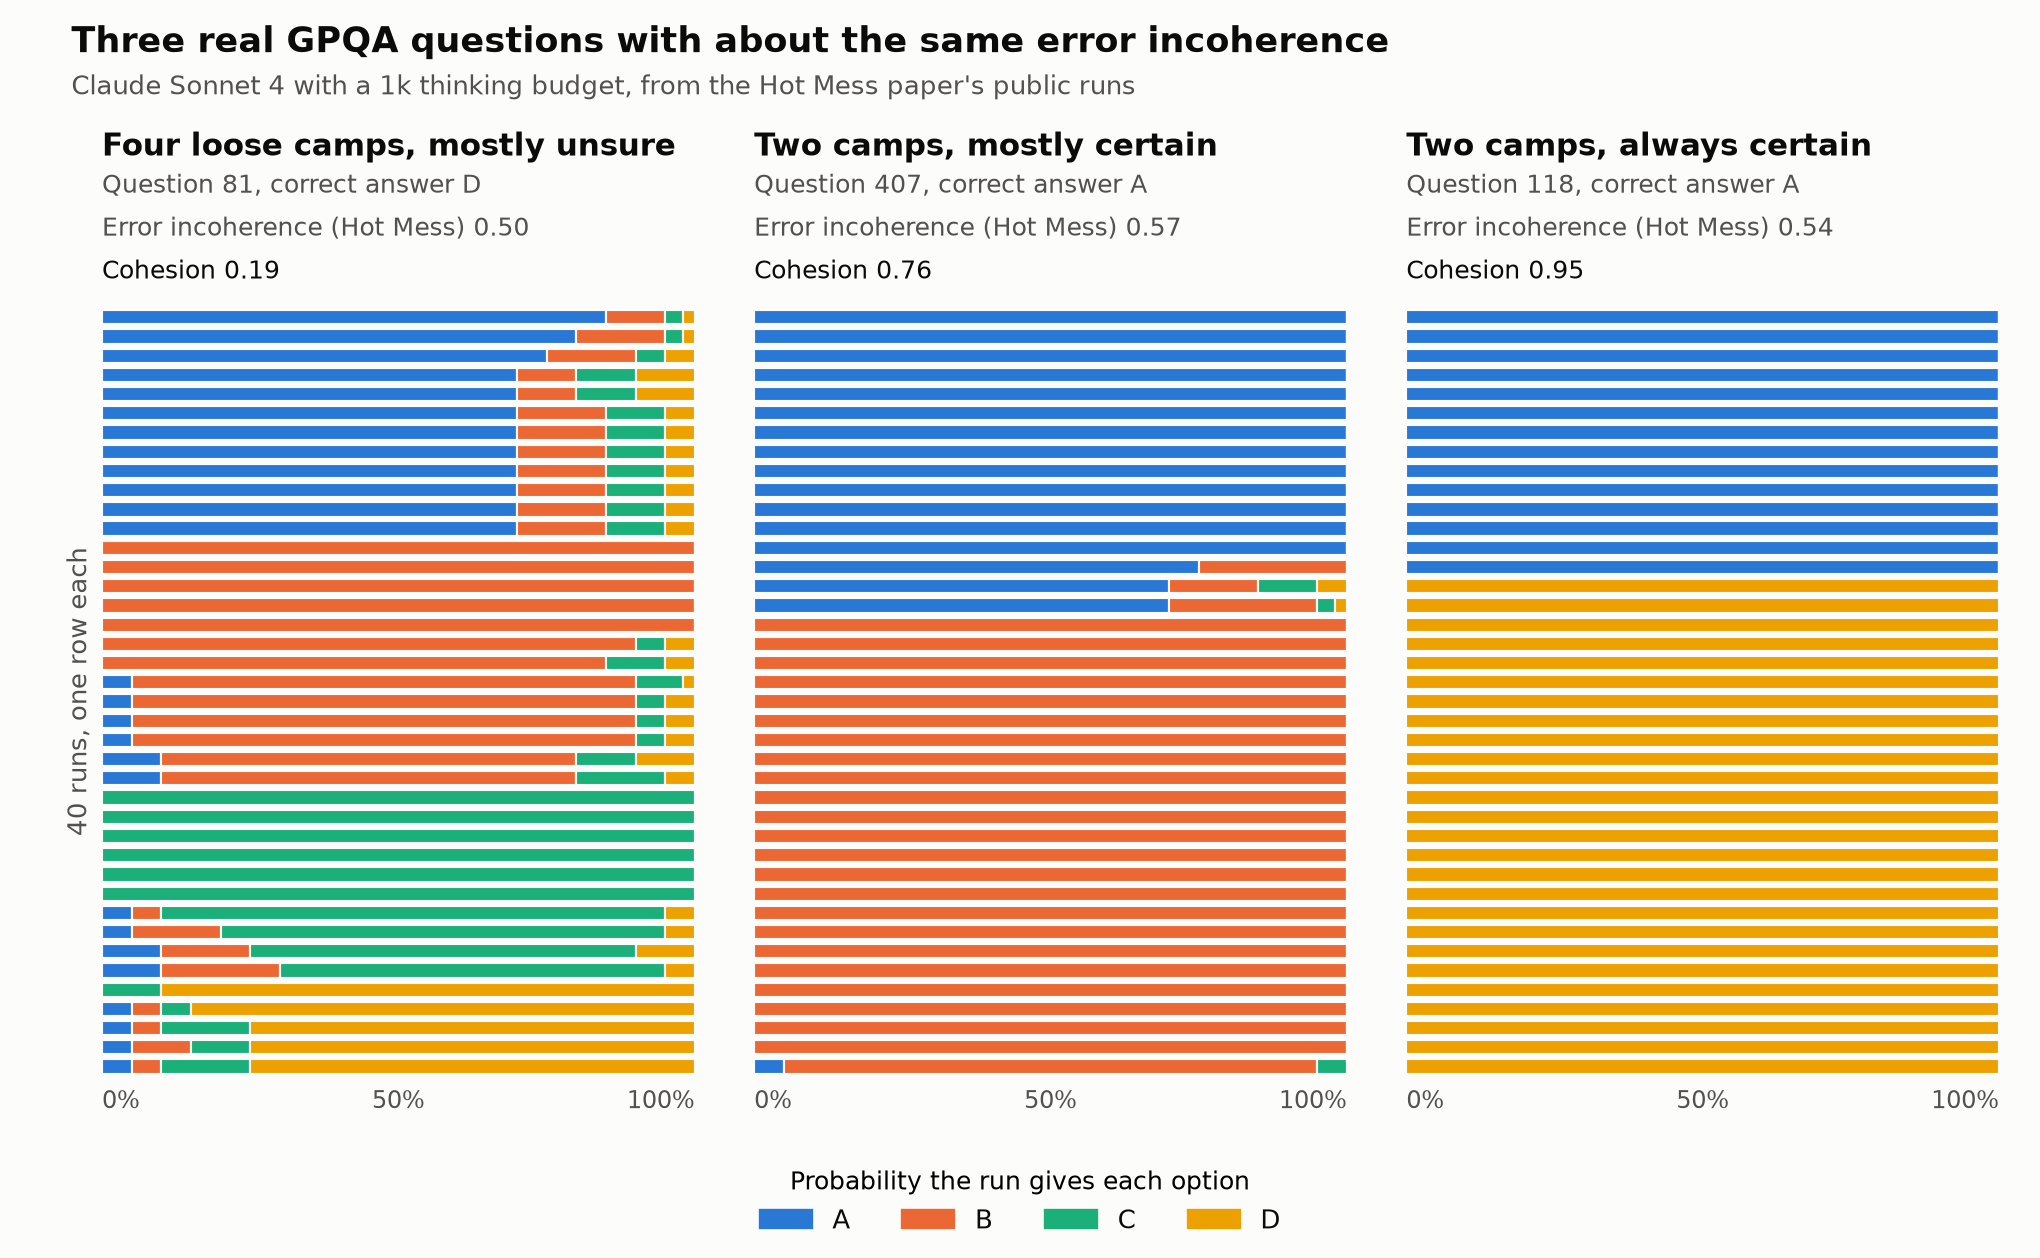 Three real GPQA questions with about the same error incoherence
Claude Sonnet 4 with a 1k thinking budget, from the Hot Mess paper's public runs
Four loose camps, mostly unsure
Question 81, correct answer D
Error incoherence (Hot Mess) 0.50
Cohesion 0.19
Two camps, mostly certain
Question 407, correct answer A
Error incoherence (Hot Mess) 0.57
Cohesion 0.76
Two camps, always certain
Question 118, correct answer A
Error incoherence (Hot Mess) 0.54
Cohesion 0.95
40 runs, one row each
0% 50% 100%
0% 50% 100%
0% 50% 100%
Probability the run gives each option
A B C D